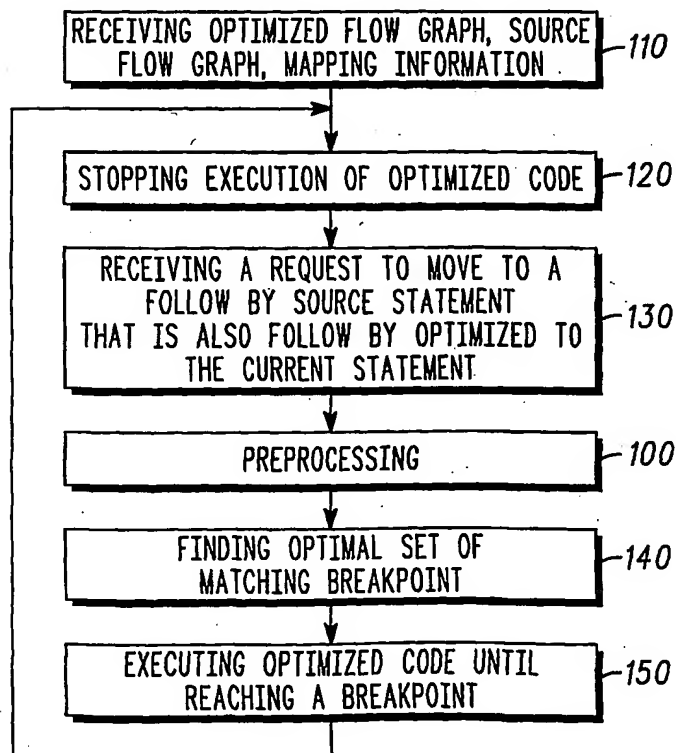 RECEIVING OPTIMIZED FLOW GRAPH, SOURCE
FLOW GRAPH, MAPPING INFORMATION
110
STOPPING EXECUTION OF OPTIMIZED CODE
120
RECEIVING A REQUEST TO MOVE TO A
FOLLOW BY SOURCE STATEMENT
THAT IS ALSO FOLLOW BY OPTIMIZED TO
THE CURRENT STATEMENT
130
PREPROCESSING
100
FINDING OPTIMAL SET OF
MATCHING BREAKPOINT
140
EXECUTING OPTIMIZED CODE UNTIL
REACHING A BREAKPOINT
150